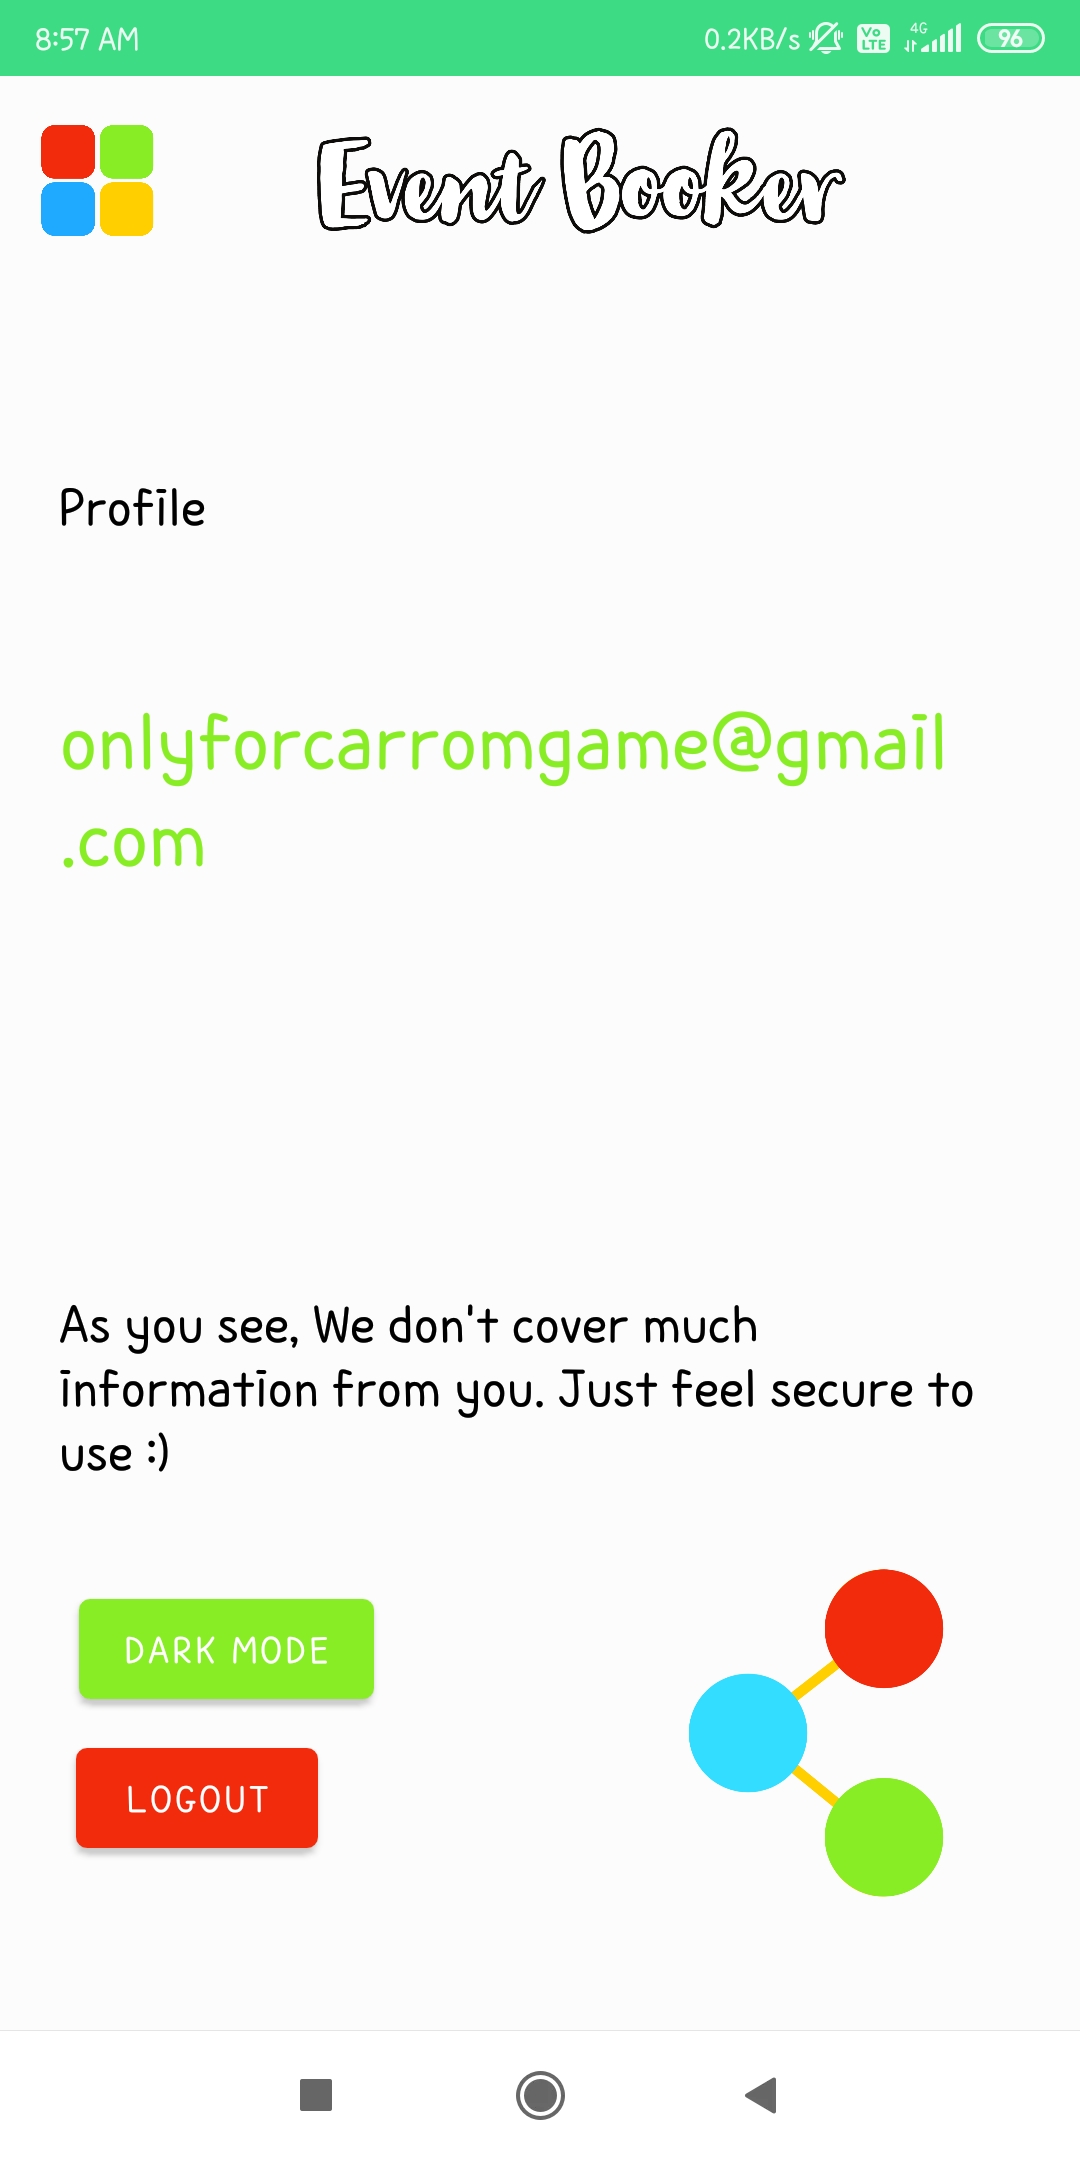 8:57 AM
0.2KB/s
Vo
LTE
4G
96
Event Booker
Profile
onlyforcarromgame@gmail
.com
As you see, We don't cover much
information from you. Just feel secure to
use :)
DARK MODE
LOGOUT